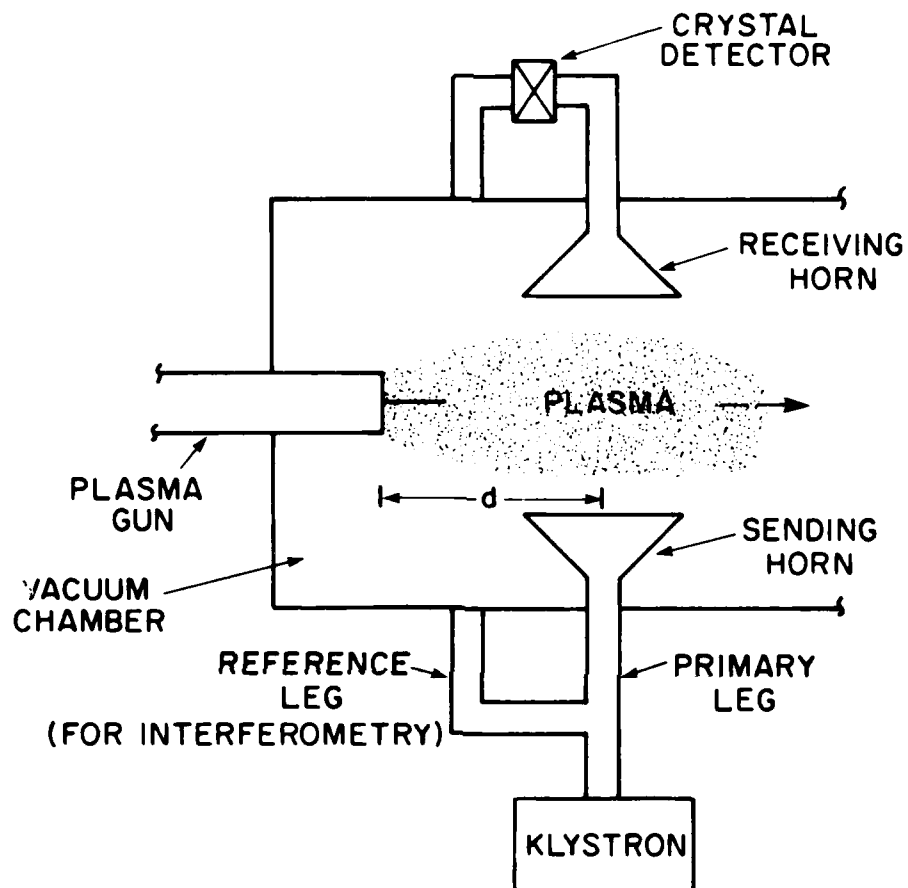 CRYSTAL
DETECTOR
RECEIVING
HORN
PLASMA
PLASMA
GUN
d
SENDING
HORN
VACUUM
CHAMBER
REFERENCE
LEG
(FOR INTERFEROMETRY)
PRIMARY
LEG
KLYSTRON